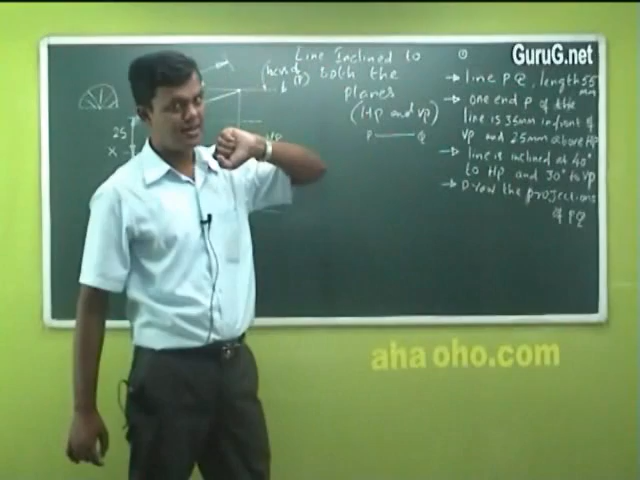 GuruG.net
Line Inclined to
both the
planes
(HP and VP)
P Q
25
X
VP
line PQ, length 55
mm
one end P of the
line is 35mm infront of
VP and 25mm above HP
line is inclined at 40°
to HP and 30° to VP
Draw the projections
of PQ
aha oho.com